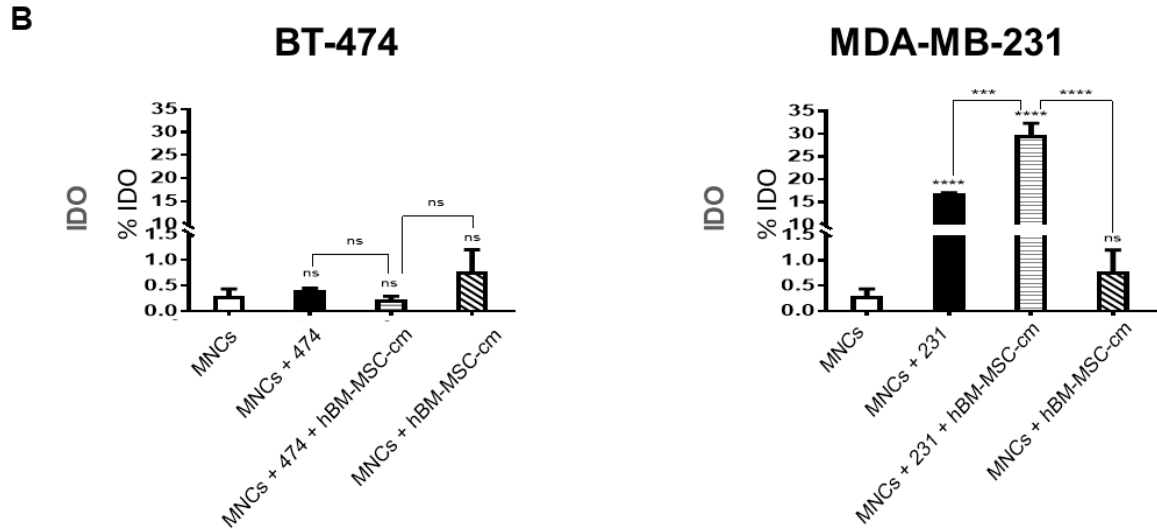 B
BT-474
IDO
% IDO
35
30
25
20
15
10
1.5
1.0
0.5
0.0
ns
ns
ns
ns
ns
MNCs
MNCs + 474
MNCs + 474 + hBM-MSC-cm
MNCs + hBM-MSC-cm
MDA-MB-231
IDO
% IDO
35
30
25
20
15
10
1.5
1.0
0.5
0.0
***
****
****
****
ns
MNCs
MNCs + 231
MNCs + 231 + hBM-MSC-cm
MNCs + hBM-MSC-cm